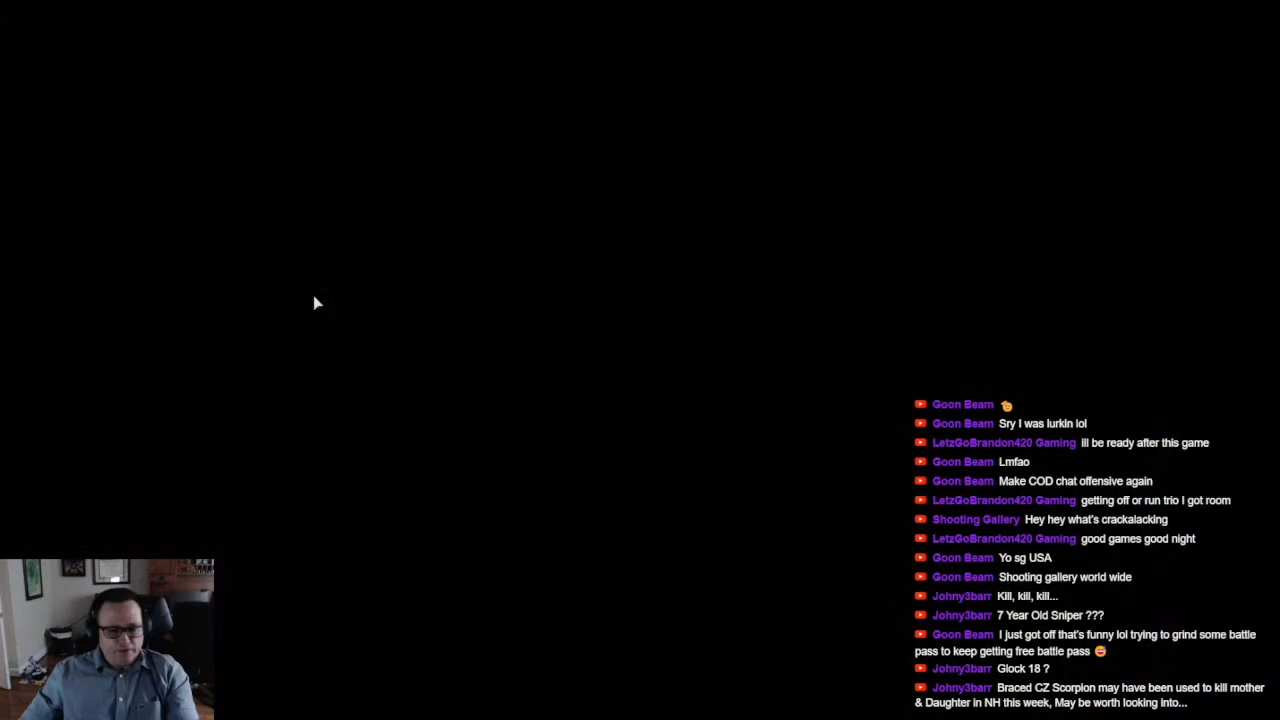 Goon Beam 🫡
Goon Beam Sry I was lurkin lol
LetzGoBrandon420 Gaming ill be ready after this game
Goon Beam Lmfao
Goon Beam Make COD chat offensive again
LetzGoBrandon420 Gaming getting off or run trio I got room
Shooting Gallery Hey hey what's crackalacking
LetzGoBrandon420 Gaming good games good night
Goon Beam Yo sg USA
Goon Beam Shooting gallery world wide
Johny3barr Kill, kill, kill...
Johny3barr 7 Year Old Sniper ???
Goon Beam I just got off that's funny lol trying to grind some battle
pass to keep getting free battle pass 😅
Johny3barr Glock 18 ?
Johny3barr Braced CZ Scorpion may have been used to kill mother
& Daughter in NH this week, May be worth looking into...